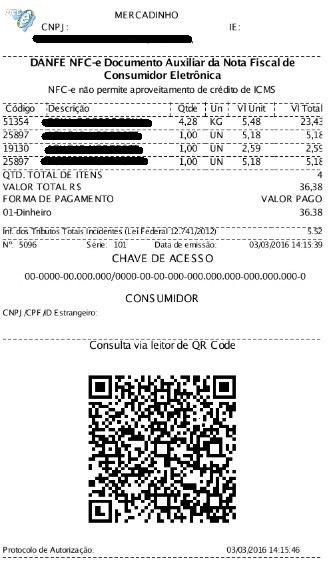 MERCADINHO
CNPJ: IE:
DANFE NFC-e Documento Auxiliar da Nota Fiscal de
Consumidor Eletrônica
NFC-e não permite aproveitamento de crédito de ICMS
Código Descrição Qtde Un Vl Unit Vl Total
51354 4,28 KG 5,48 23,43
25897 1,00 UN 5,18 5,18
19130 1,00 UN 2,59 2,59
25897 1,00 UN 5,18 5,18
QTD. TOTAL DE ITENS 4
VALOR TOTAL R$ 36,38
FORMA DE PAGAMENTO VALOR PAGO
01-Dinheiro 36,38
Inf. dos Tributos Totais Incidentes (Lei Federal 12.741/2012) 5.52
Nº: 5096 Série: 101 Data de emissão: 03/03/2016 14:15:39
CHAVE DE ACESSO
00-0000-00.000.000/0000-00-00-000-000.000.000-000.000.000-0
CONSUMIDOR
CNPJ/CPF/ID Estrangeiro:
Consulta via leitor de QR Code
Protocolo de Autorização: 03/03/2016 14:15:46